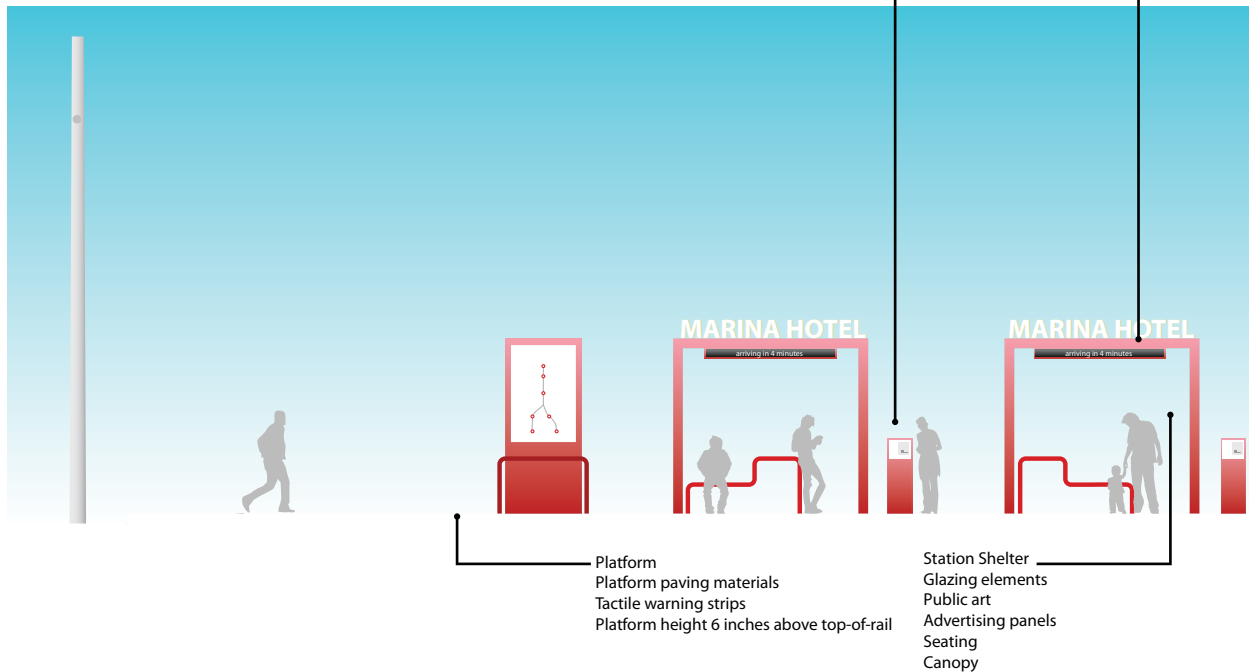 MARINA HOTEL
arriving in 4 minutes
MARINA HOTEL
arriving in 4 minutes
Platform
Platform paving materials
Tactile warning strips
Platform height 6 inches above top-of-rail
Station Shelter
Glazing elements
Public art
Advertising panels
Seating
Canopy